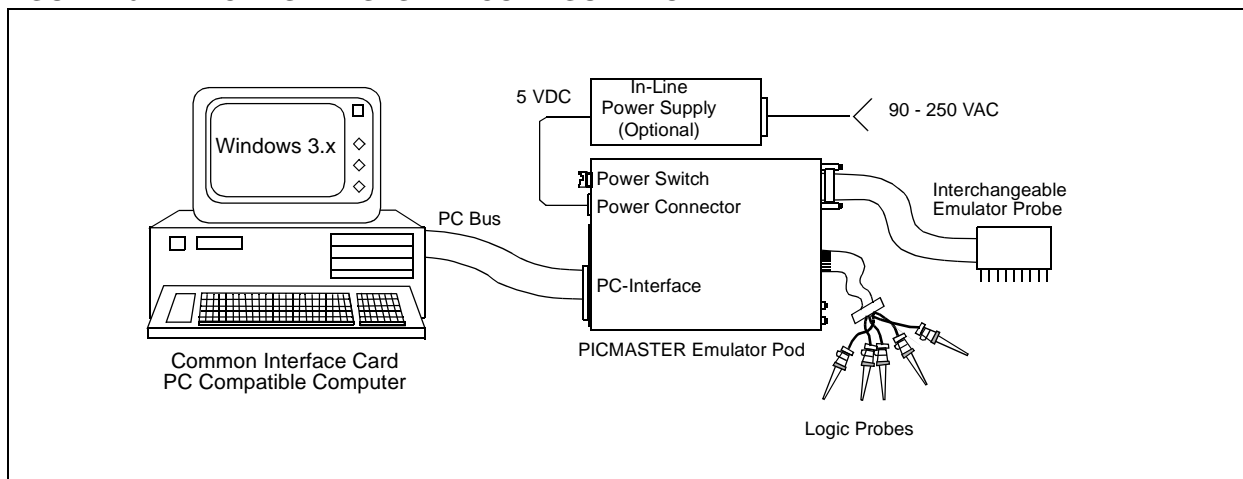 In-Line
Power Supply
(Optional)
5 VDC
90 - 250 VAC
Windows 3.x
Power Switch
Power Connector
PC Bus
PC-Interface
Interchangeable
Emulator Probe
PICMASTER Emulator Pod
Common Interface Card
PC Compatible Computer
Logic Probes